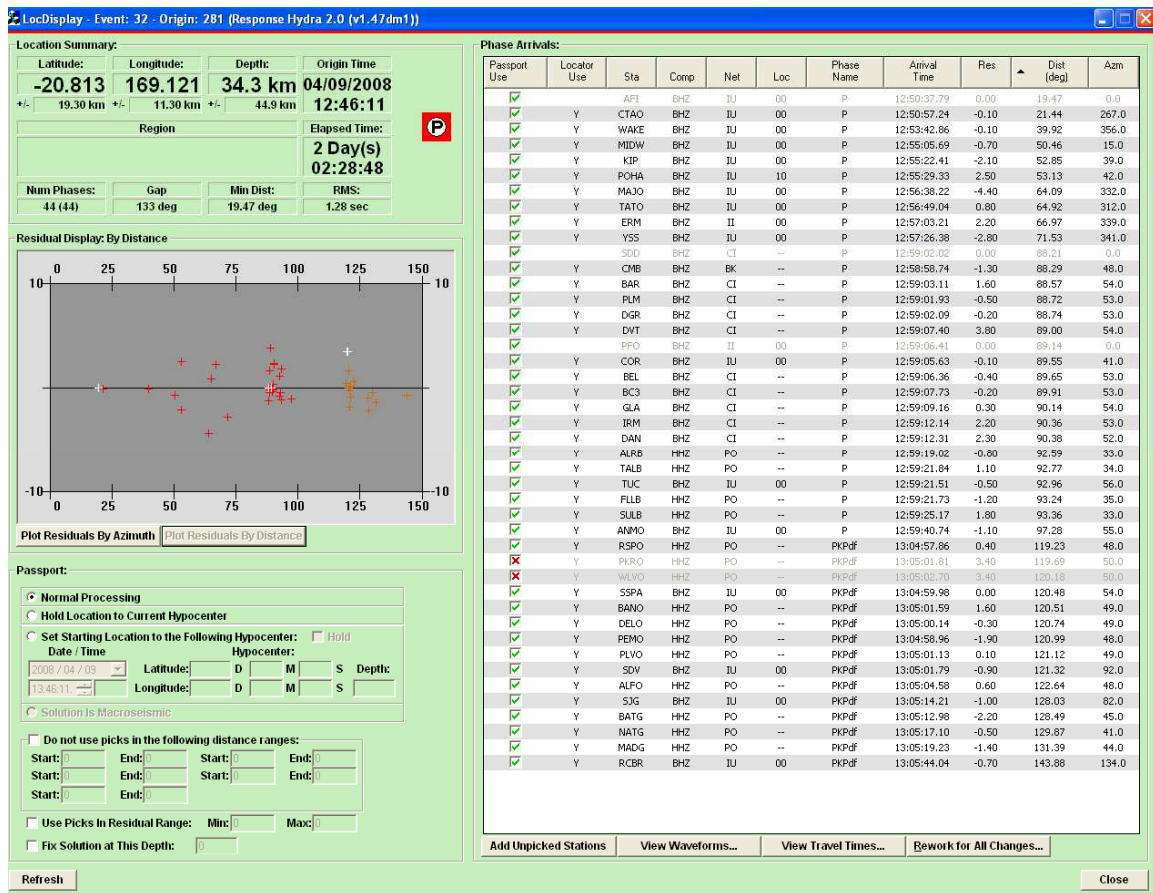 LocDisplay - Event: 32 - Origin: 281 (Response Hydra 2.0 (v1.47dm1))
Location Summary:
Latitude: Longitude: Depth: Origin Time
-20.813 169.121 34.3 km 04/09/2008
+/- 19.30 km +/- 11.30 km +/- 44.9 km 12:46:11
Region Elapsed Time:
2 Day(s)
02:28:48
P
Num Phases: Gap Min Dist: RMS:
44 (44) 133 deg 19.47 deg 1.28 sec
Residual Display: By Distance
0 25 50 75 100 125 150
10 10
-10 -10
0 25 50 75 100 125 150
Plot Residuals By Azimuth Plot Residuals By Distance
Passport:
Normal Processing
Hold Location to Current Hypocenter
Set Starting Location to the Following Hypocenter: Hold
Date / Time Hypocenter:
2008 / 04 / 09 Latitude: D M S Depth:
13:46:11. Longitude: D M S
Solution Is Macroseismic
Do not use picks in the following distance ranges:
Start: 0 End: 0 Start: 0 End: 0
Start: 0 End: 0 Start: 0 End: 0
Start: 0 End: 0
Use Picks In Residual Range: Min: 0 Max: 0
Fix Solution at This Depth: 0
Refresh
Phase Arrivals:
Passport Use Locator Use Sta Comp Net Loc Phase Name Arrival Time Res Dist (deg) Azm
AFI BHZ IU 00 P 12:50:37.79 0.00 19.47 0.0
Y CTAO BHZ IU 00 P 12:50:57.24 -0.10 21.44 267.0
Y WAKE BHZ IU 00 P 12:53:42.86 -0.10 39.92 356.0
Y MIDW BHZ IU 00 P 12:55:05.69 -0.70 50.46 15.0
Y KIP BHZ IU 00 P 12:55:22.41 -2.10 52.85 39.0
Y POHA BHZ IU 10 P 12:55:29.33 2.50 53.13 42.0
Y MAJO BHZ IU 00 P 12:56:38.22 -4.40 64.09 332.0
Y TATO BHZ IU 00 P 12:56:49.04 0.80 64.92 312.0
Y ERM BHZ II 00 P 12:57:03.21 2.20 66.97 339.0
Y YSS BHZ IU 00 P 12:57:26.38 -2.80 71.53 341.0
SDD BHZ CI -- P 12:59:02.02 0.00 88.21 0.0
Y CMB BHZ BK -- P 12:58:58.74 -1.30 88.29 48.0
Y BAR BHZ CI -- P 12:59:03.11 1.60 88.57 54.0
Y PLM BHZ CI -- P 12:59:01.93 -0.50 88.72 53.0
Y DGR BHZ CI -- P 12:59:02.09 -0.20 88.74 53.0
Y DVT BHZ CI -- P 12:59:07.40 3.80 89.00 54.0
PFO BHZ II 00 P 12:59:06.41 0.00 89.14 0.0
Y COR BHZ IU 00 P 12:59:05.63 -0.10 89.55 41.0
Y BEL BHZ CI -- P 12:59:06.36 -0.40 89.65 53.0
Y BC3 BHZ CI -- P 12:59:07.73 -0.20 89.91 53.0
Y GLA BHZ CI -- P 12:59:09.16 0.30 90.14 54.0
Y IRM BHZ CI -- P 12:59:12.14 2.20 90.36 53.0
Y DAN BHZ CI -- P 12:59:12.31 2.30 90.38 52.0
Y ALRB HHZ PO -- P 12:59:19.02 -0.80 92.59 33.0
Y TALB HHZ PO -- P 12:59:21.84 1.10 92.77 34.0
Y TUC BHZ IU 00 P 12:59:21.51 -0.50 92.96 56.0
Y FLLB HHZ PO -- P 12:59:21.73 -1.20 93.24 35.0
Y SULB HHZ PO -- P 12:59:25.17 1.80 93.36 33.0
Y ANMO BHZ IU 00 P 12:59:40.74 -1.10 97.28 55.0
Y RSPO HHZ PO -- PKPdf 13:04:57.86 0.40 119.23 48.0
Y PKRO HHZ PO -- PKPdf 13:05:01.81 3.40 119.69 50.0
Y WLVO HHZ PO -- PKPdf 13:05:02.70 3.40 120.18 50.0
Y SSPA BHZ IU 00 PKPdf 13:04:59.98 0.00 120.48 54.0
Y BANO HHZ PO -- PKPdf 13:05:01.59 1.60 120.51 49.0
Y DELO HHZ PO -- PKPdf 13:05:00.14 -0.30 120.74 49.0
Y PEMO HHZ PO -- PKPdf 13:04:58.96 -1.90 120.99 48.0
Y PLVO HHZ PO -- PKPdf 13:05:01.13 0.10 121.12 49.0
Y SDV BHZ IU 00 PKPdf 13:05:01.79 -0.90 121.32 92.0
Y ALFO HHZ PO -- PKPdf 13:05:04.58 0.60 122.64 48.0
Y SJG BHZ IU 00 PKPdf 13:05:14.21 -1.00 128.03 82.0
Y BATG HHZ PO -- PKPdf 13:05:12.98 -2.20 128.49 45.0
Y NATG HHZ PO -- PKPdf 13:05:17.10 -0.50 129.87 41.0
Y MADG HHZ PO -- PKPdf 13:05:19.23 -1.40 131.39 44.0
Y RCBR BHZ IU 00 PKPdf 13:05:44.04 -0.70 143.88 134.0
Add Unpicked Stations View Waveforms... View Travel Times... Rework for All Changes...
Close